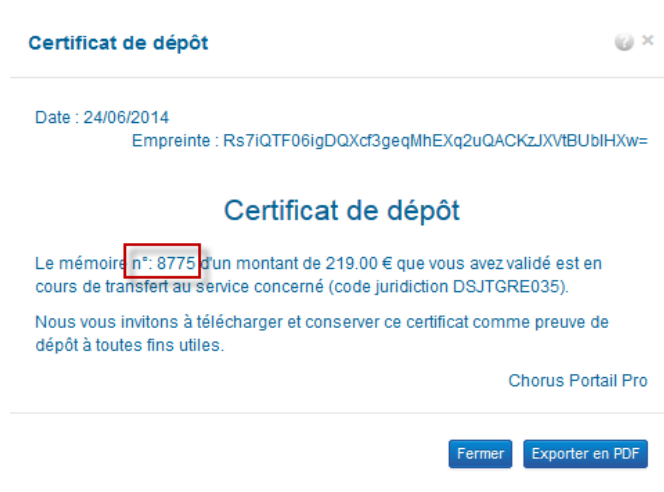 Certificat de dépôt
Date : 24/06/2014
Empreinte : Rs7iQTF06igDQXcf3geqMhEXq2uQACKzJXVtBUbIHXw=
Certificat de dépôt
Le mémoire n°: 8775 d'un montant de 219.00 € que vous avez validé est en
cours de transfert au service concerné (code juridiction DSJTGRE035).
Nous vous invitons à télécharger et conserver ce certificat comme preuve de
dépôt à toutes fins utiles.
Chorus Portail Pro
Fermer Exporter en PDF